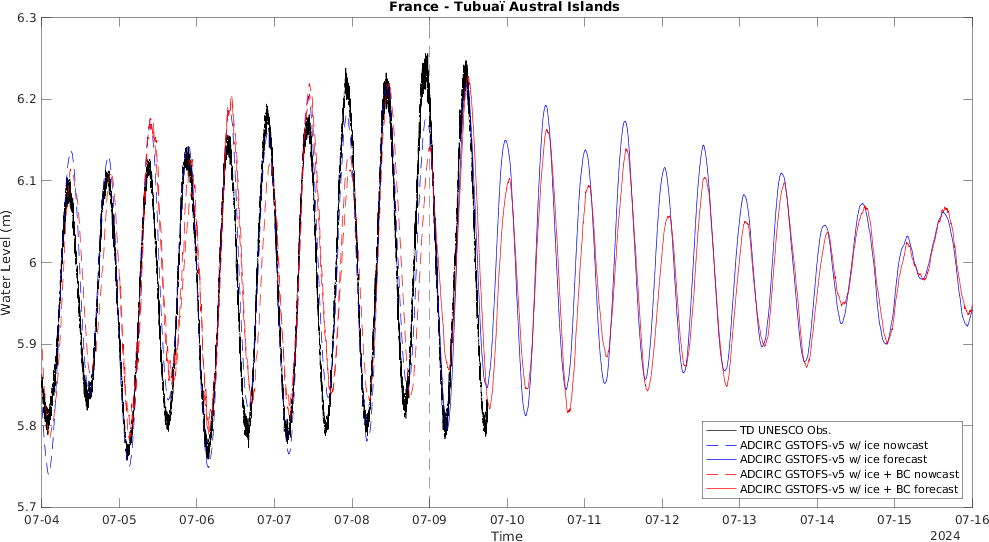 France - Tubuaï Austral Islands
6.3
6.2
6.1
6
5.9
5.8
5.7
Water Level (m)
TD UNESCO Obs.
ADCIRC GSTOFS-v5 w/ ice nowcast
ADCIRC GSTOFS-v5 w/ ice forecast
ADCIRC GSTOFS-v5 w/ ice + BC nowcast
ADCIRC GSTOFS-v5 w/ ice + BC forecast
07-04 07-05 07-06 07-07 07-08 07-09 07-10 07-11 07-12 07-13 07-14 07-15 07-16
Time
2024